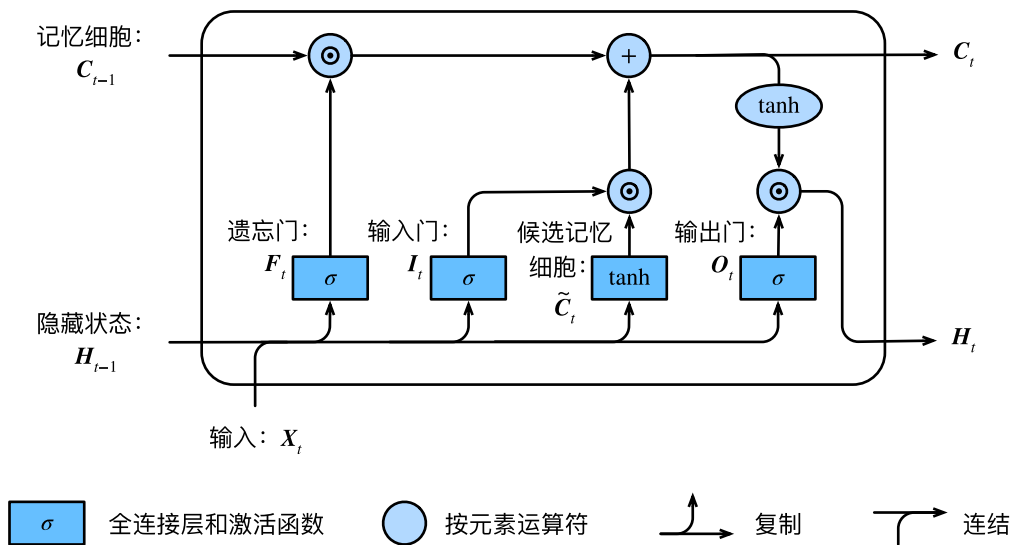 记忆细胞：
C_{t−1}
C_t
+
tanh
遗忘门：
F_t
输入门：
I_t
候选记忆
细胞：
C̃_t
输出门：
O_t
σ
σ
tanh
σ
隐藏状态：
H_{t−1}
H_t
输入：X_t
σ 全连接层和激活函数
按元素运算符
复制
连结